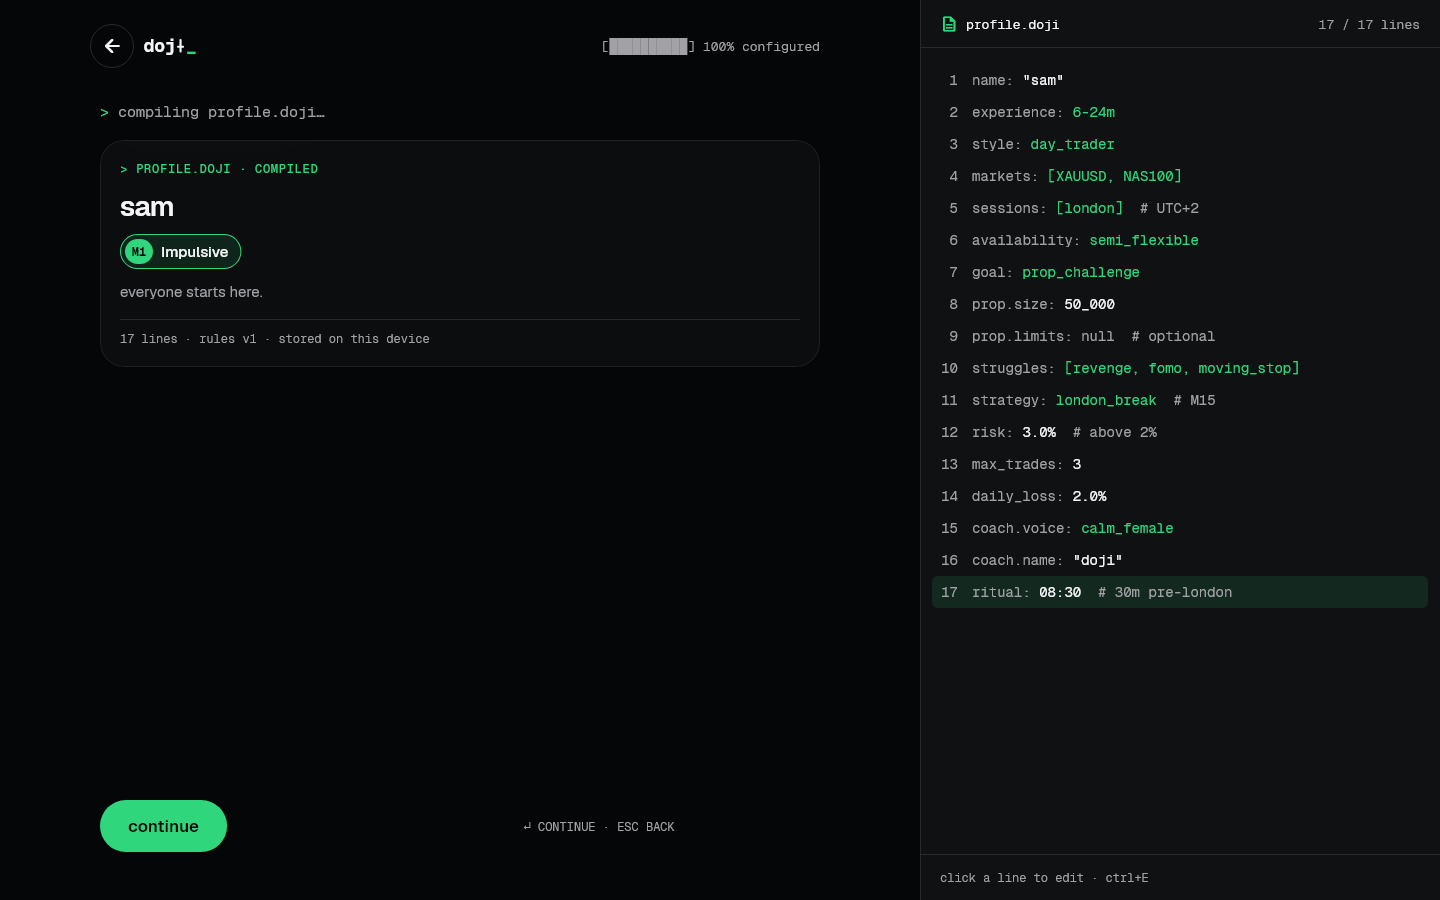 doji_
[██████████] 100% configured
> compiling profile.doji…
> PROFILE.DOJI · COMPILED
sam
M1 Impulsive
everyone starts here.
17 lines · rules v1 · stored on this device
continue
↵ CONTINUE · ESC BACK
profile.doji
17 / 17 lines
1 name: "sam"
2 experience: 6-24m
3 style: day_trader
4 markets: [XAUUSD, NAS100]
5 sessions: [london] # UTC+2
6 availability: semi_flexible
7 goal: prop_challenge
8 prop.size: 50_000
9 prop.limits: null # optional
10 struggles: [revenge, fomo, moving_stop]
11 strategy: london_break # M15
12 risk: 3.0% # above 2%
13 max_trades: 3
14 daily_loss: 2.0%
15 coach.voice: calm_female
16 coach.name: "doji"
17 ritual: 08:30 # 30m pre-london
click a line to edit · ctrl+E